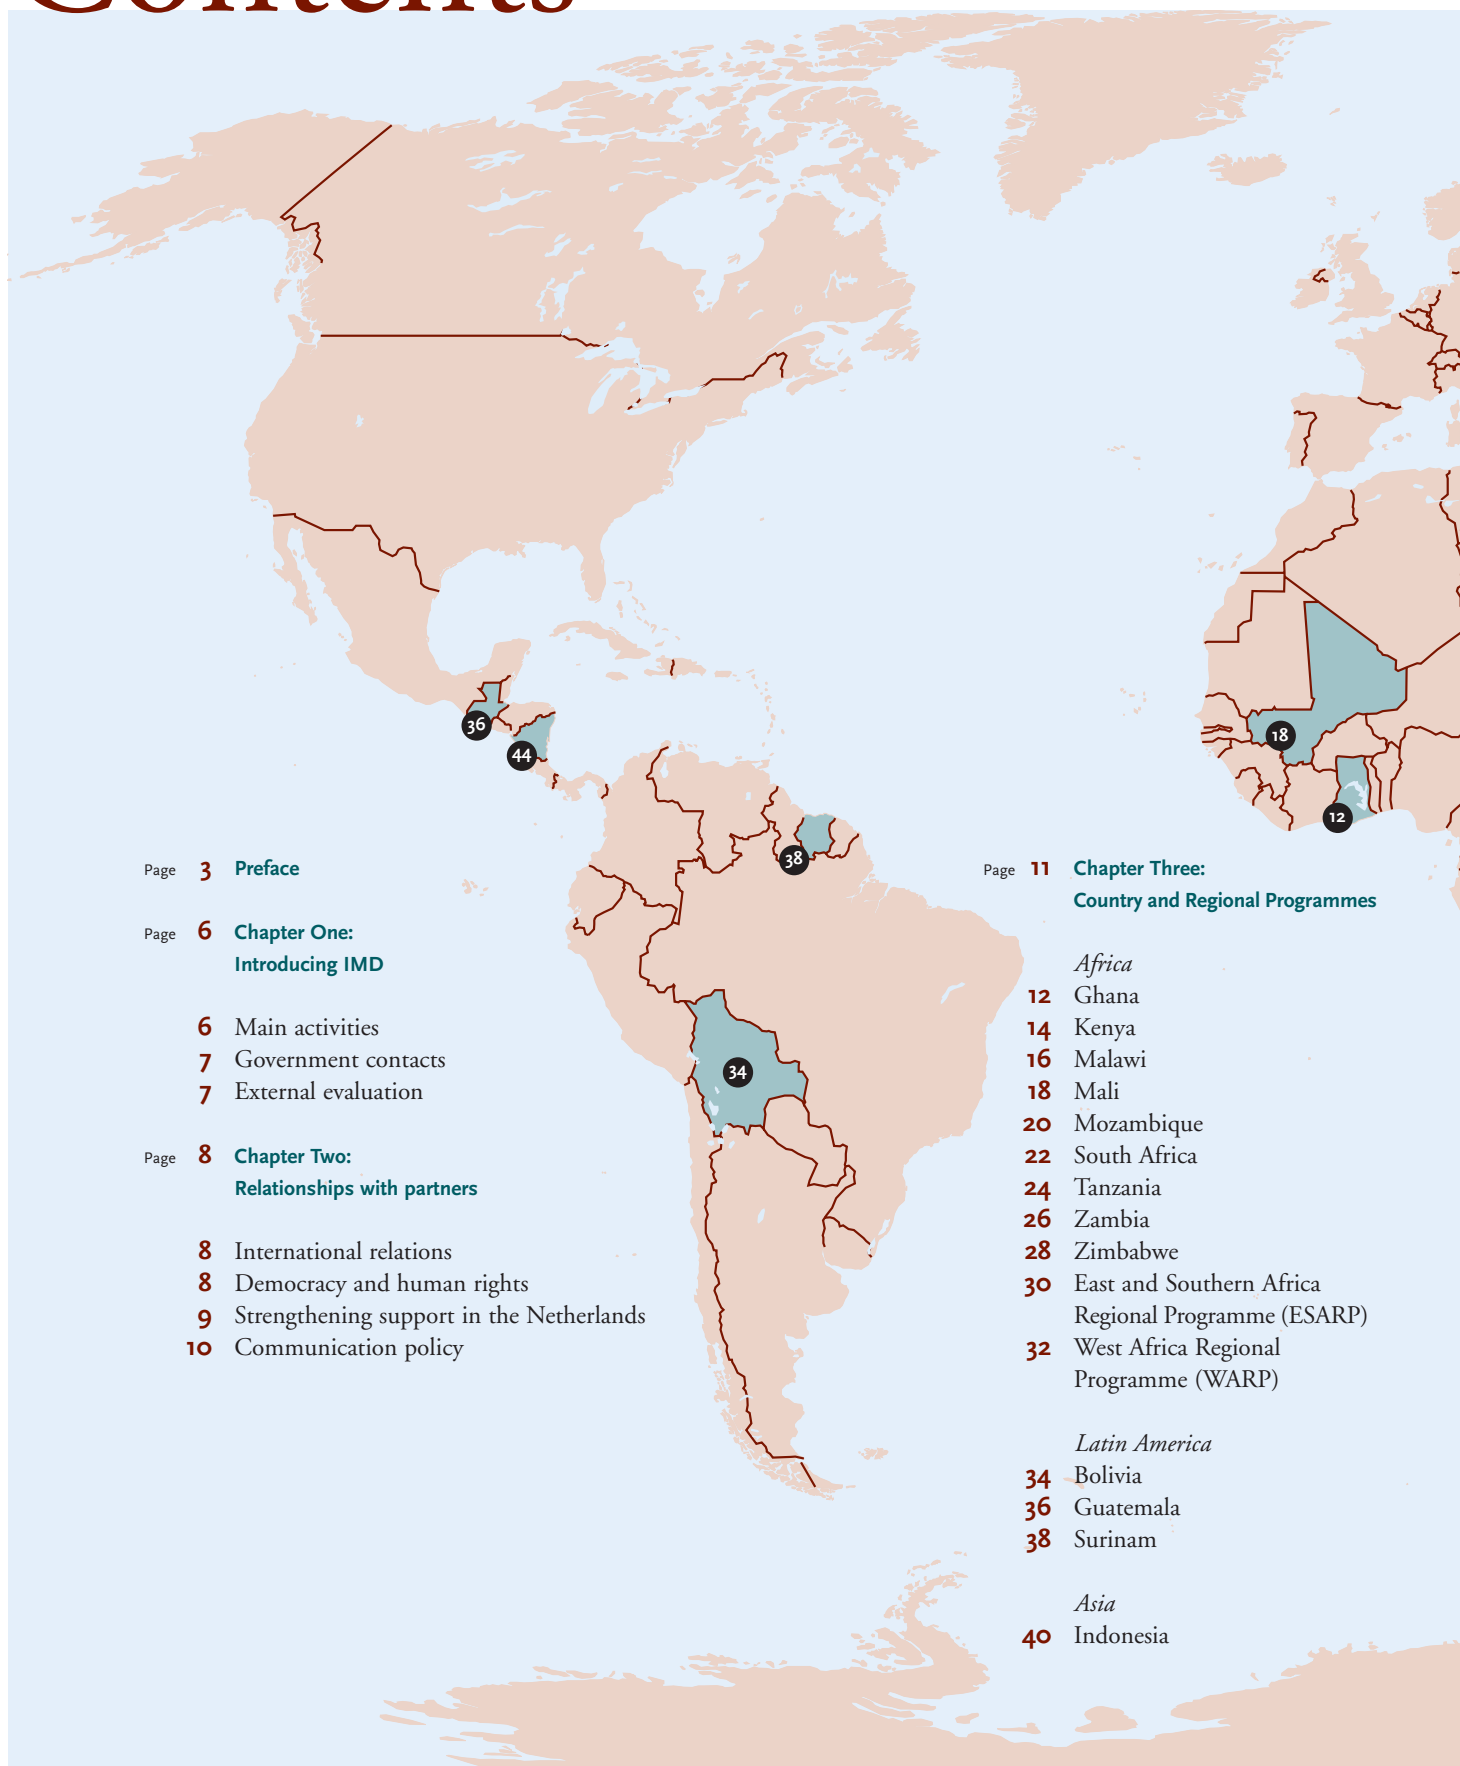 Contents
36
44
18
12
38
34
Page 3 Preface
Page 6 Chapter One:
Introducing IMD
6 Main activities
7 Government contacts
7 External evaluation
Page 8 Chapter Two:
Relationships with partners
8 International relations
8 Democracy and human rights
9 Strengthening support in the Netherlands
10 Communication policy
Page 11 Chapter Three:
Country and Regional Programmes
Africa
12 Ghana
14 Kenya
16 Malawi
18 Mali
20 Mozambique
22 South Africa
24 Tanzania
26 Zambia
28 Zimbabwe
30 East and Southern Africa
Regional Programme (ESARP)
32 West Africa Regional
Programme (WARP)
Latin America
34 Bolivia
36 Guatemala
38 Surinam
Asia
40 Indonesia